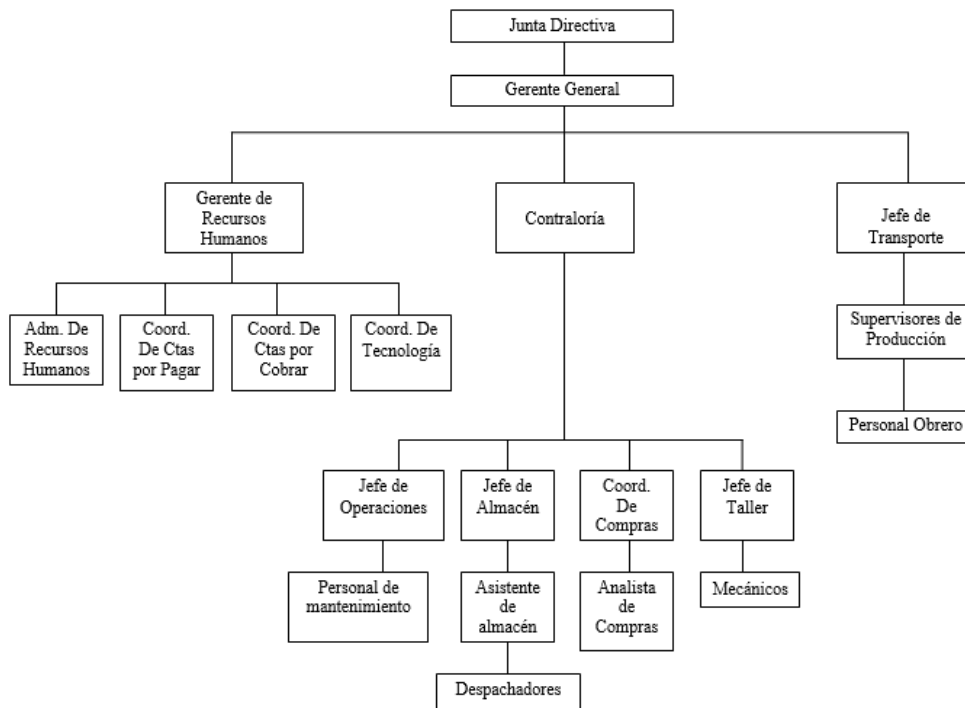 Junta Directiva
Gerente General
Gerente de
Recursos
Humanos
Contraloría
Jefe de
Transporte
Adm. De
Recursos
Humanos
Coord.
De Ctas
por Pagar
Coord. De
Ctas por
Cobrar
Coord. De
Tecnología
Supervisores de
Producción
Personal Obrero
Jefe de
Operaciones
Jefe de
Almacén
Coord.
De
Compras
Jefe de
Taller
Personal de
mantenimiento
Asistente
de
almacén
Analista
de
Compras
Mecánicos
Despachadores